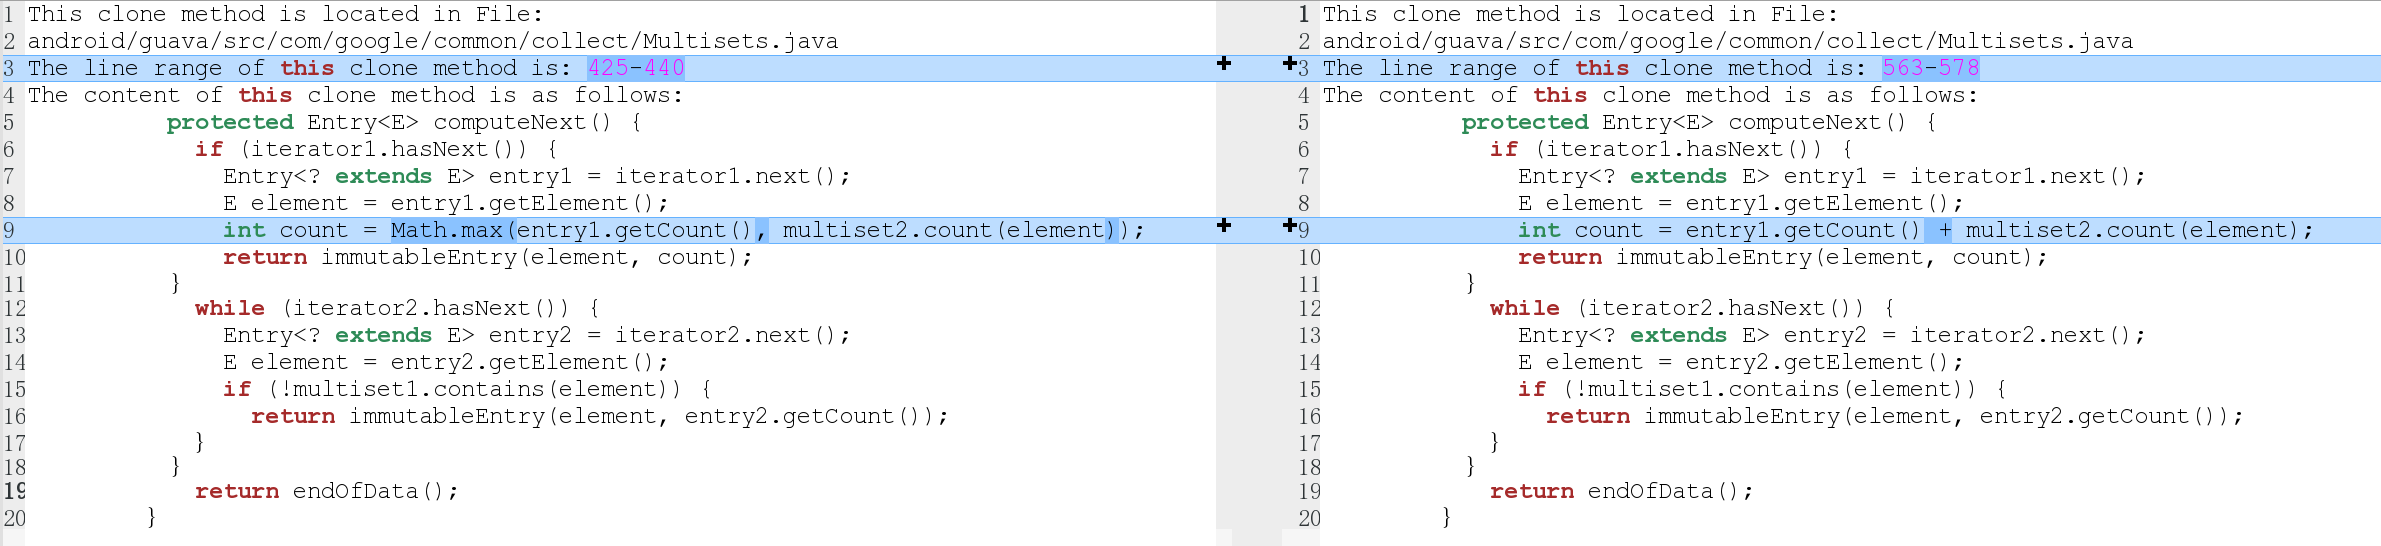 1 This clone method is located in File:
2 android/guava/src/com/google/common/collect/Multisets.java
3 The line range of this clone method is: 425-440
4 The content of this clone method is as follows:
5 protected Entry<E> computeNext() {
6 if (iterator1.hasNext()) {
7 Entry<? extends E> entry1 = iterator1.next();
8 E element = entry1.getElement();
9 int count = Math.max(entry1.getCount(), multiset2.count(element));
10 return immutableEntry(element, count);
11 }
12 while (iterator2.hasNext()) {
13 Entry<? extends E> entry2 = iterator2.next();
14 E element = entry2.getElement();
15 if (!multiset1.contains(element)) {
16 return immutableEntry(element, entry2.getCount());
17 }
18 }
19 return endOfData();
20 }
1 This clone method is located in File:
2 android/guava/src/com/google/common/collect/Multisets.java
3 The line range of this clone method is: 563-578
4 The content of this clone method is as follows:
5 protected Entry<E> computeNext() {
6 if (iterator1.hasNext()) {
7 Entry<? extends E> entry1 = iterator1.next();
8 E element = entry1.getElement();
9 int count = entry1.getCount() + multiset2.count(element);
10 return immutableEntry(element, count);
11 }
12 while (iterator2.hasNext()) {
13 Entry<? extends E> entry2 = iterator2.next();
14 E element = entry2.getElement();
15 if (!multiset1.contains(element)) {
16 return immutableEntry(element, entry2.getCount());
17 }
18 }
19 return endOfData();
20 }